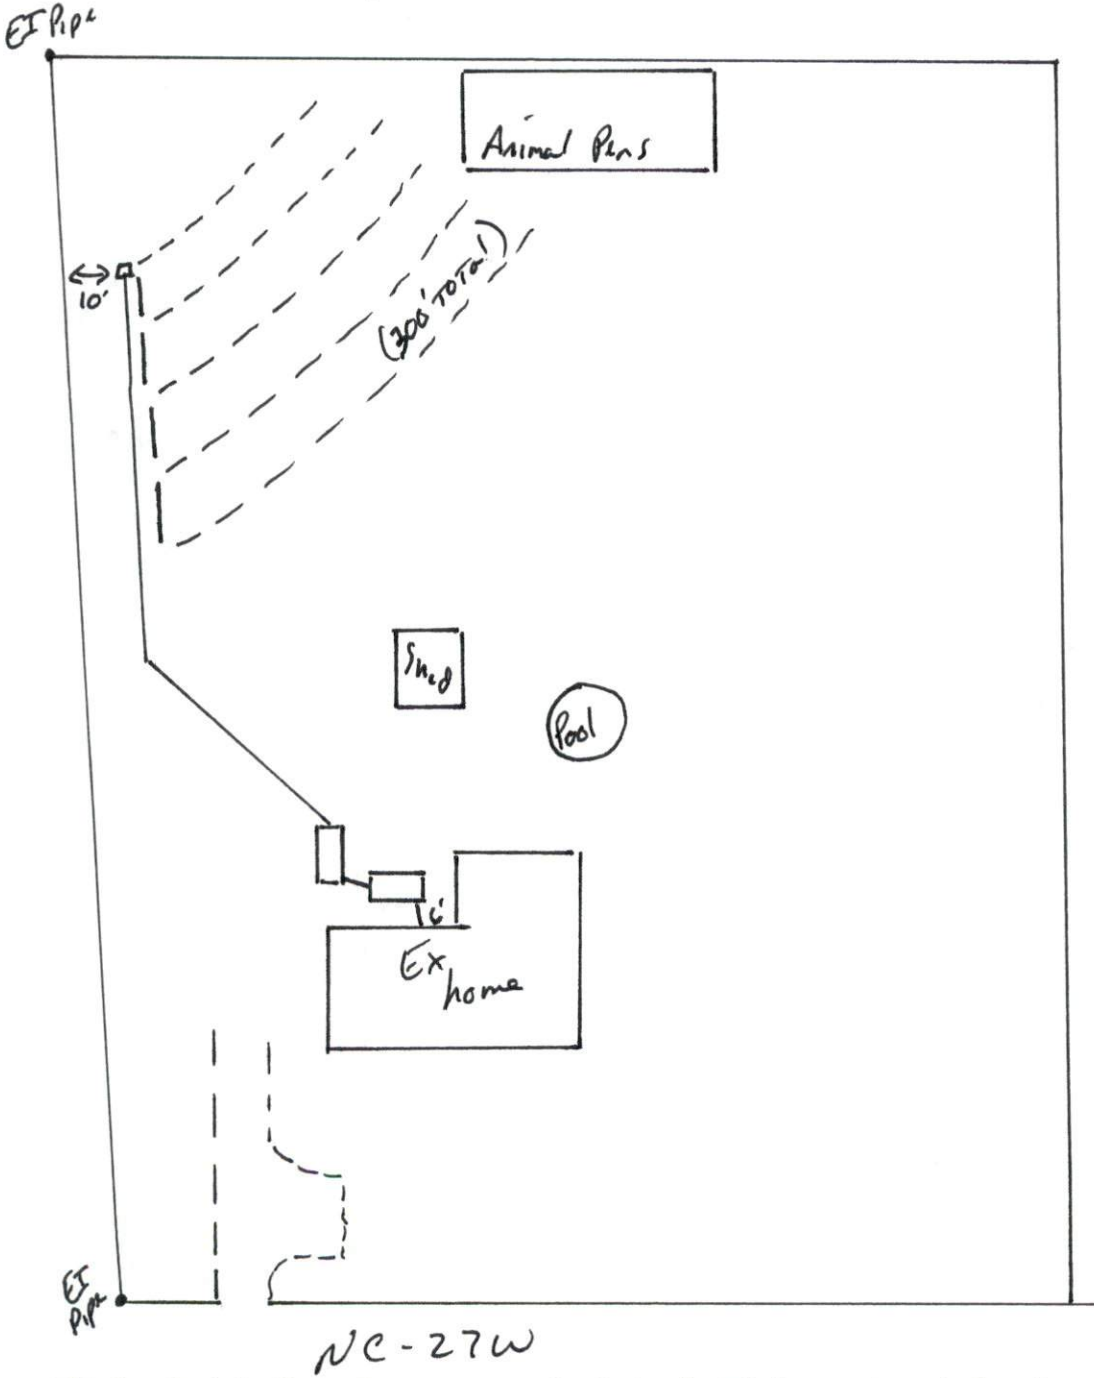 EI Pipe
Animal Pens
10'
(300' TOTal)
Shed
Pool
6'
Ex
home
EI
Pipe
NC-27W